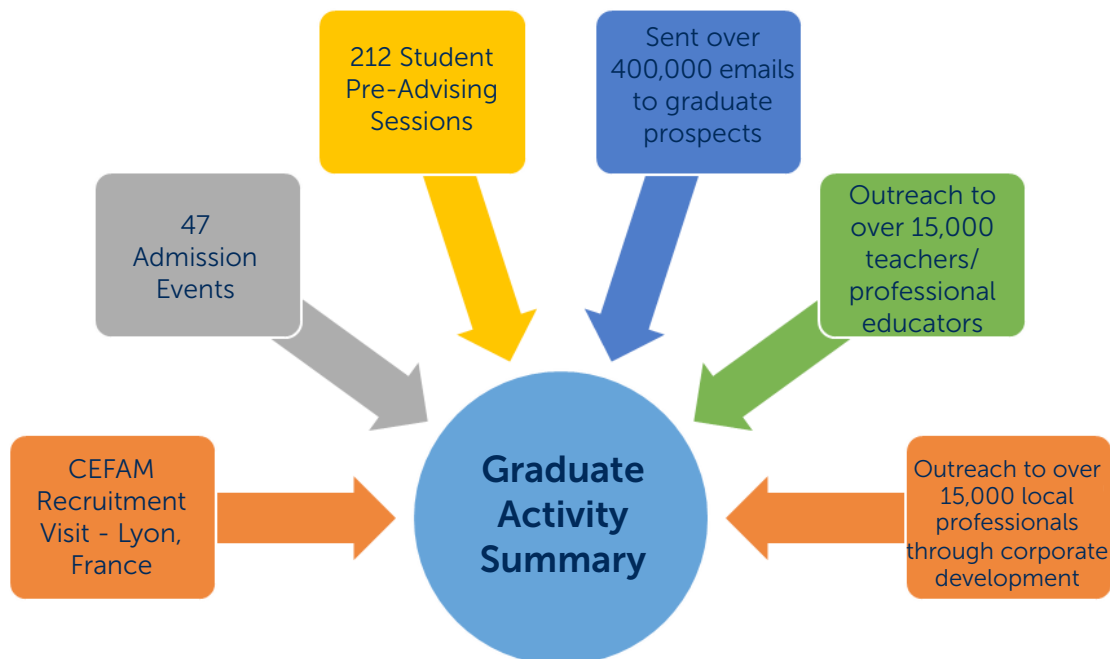 CEFAM
Recruitment
Visit - Lyon,
France
47
Admission
Events
212 Student
Pre-Advising
Sessions
Sent over
400,000 emails
to graduate
prospects
Outreach to
over 15,000
teachers/
professional
educators
Outreach to over
15,000 local
professionals
through corporate
development
Graduate
Activity
Summary